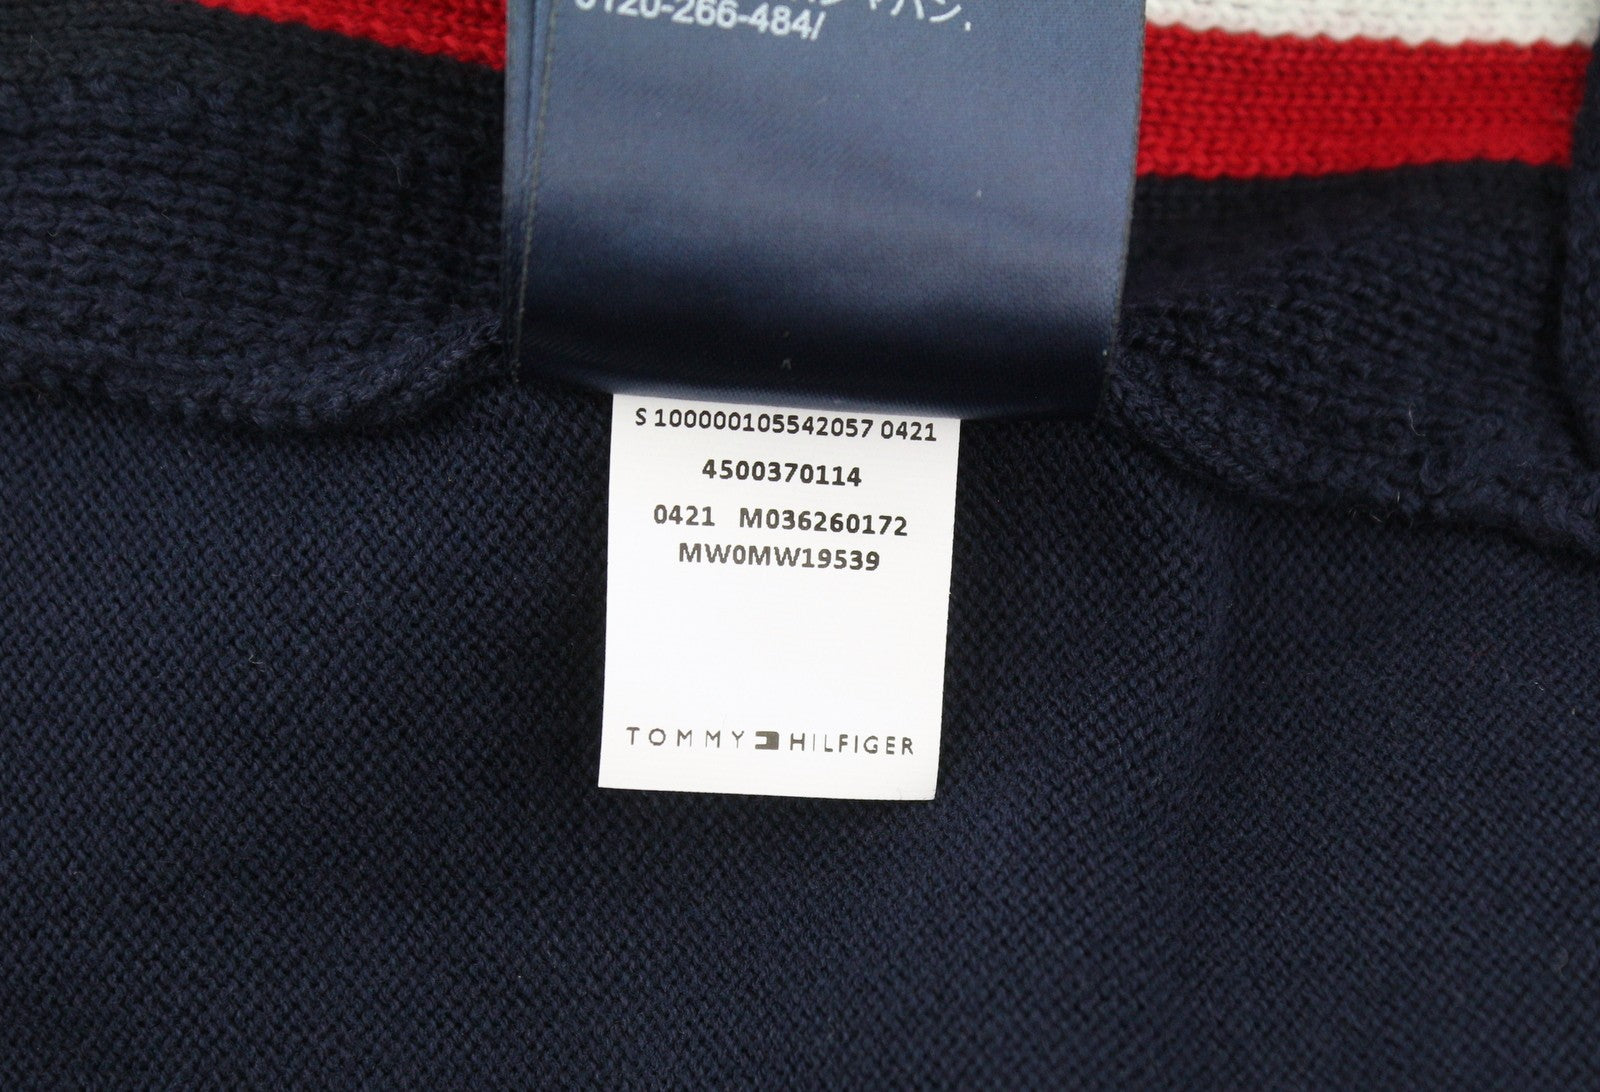 0120-266-484/
S 100000105542057 0421
4500370114
0421 M036260172
MW0MW19539
TOMMY HILFIGER